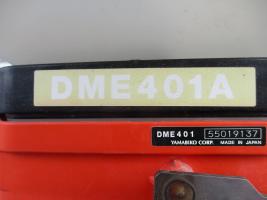 DME401A
DME401 55019137
YAMABIKO CORP. MADE IN JAPAN